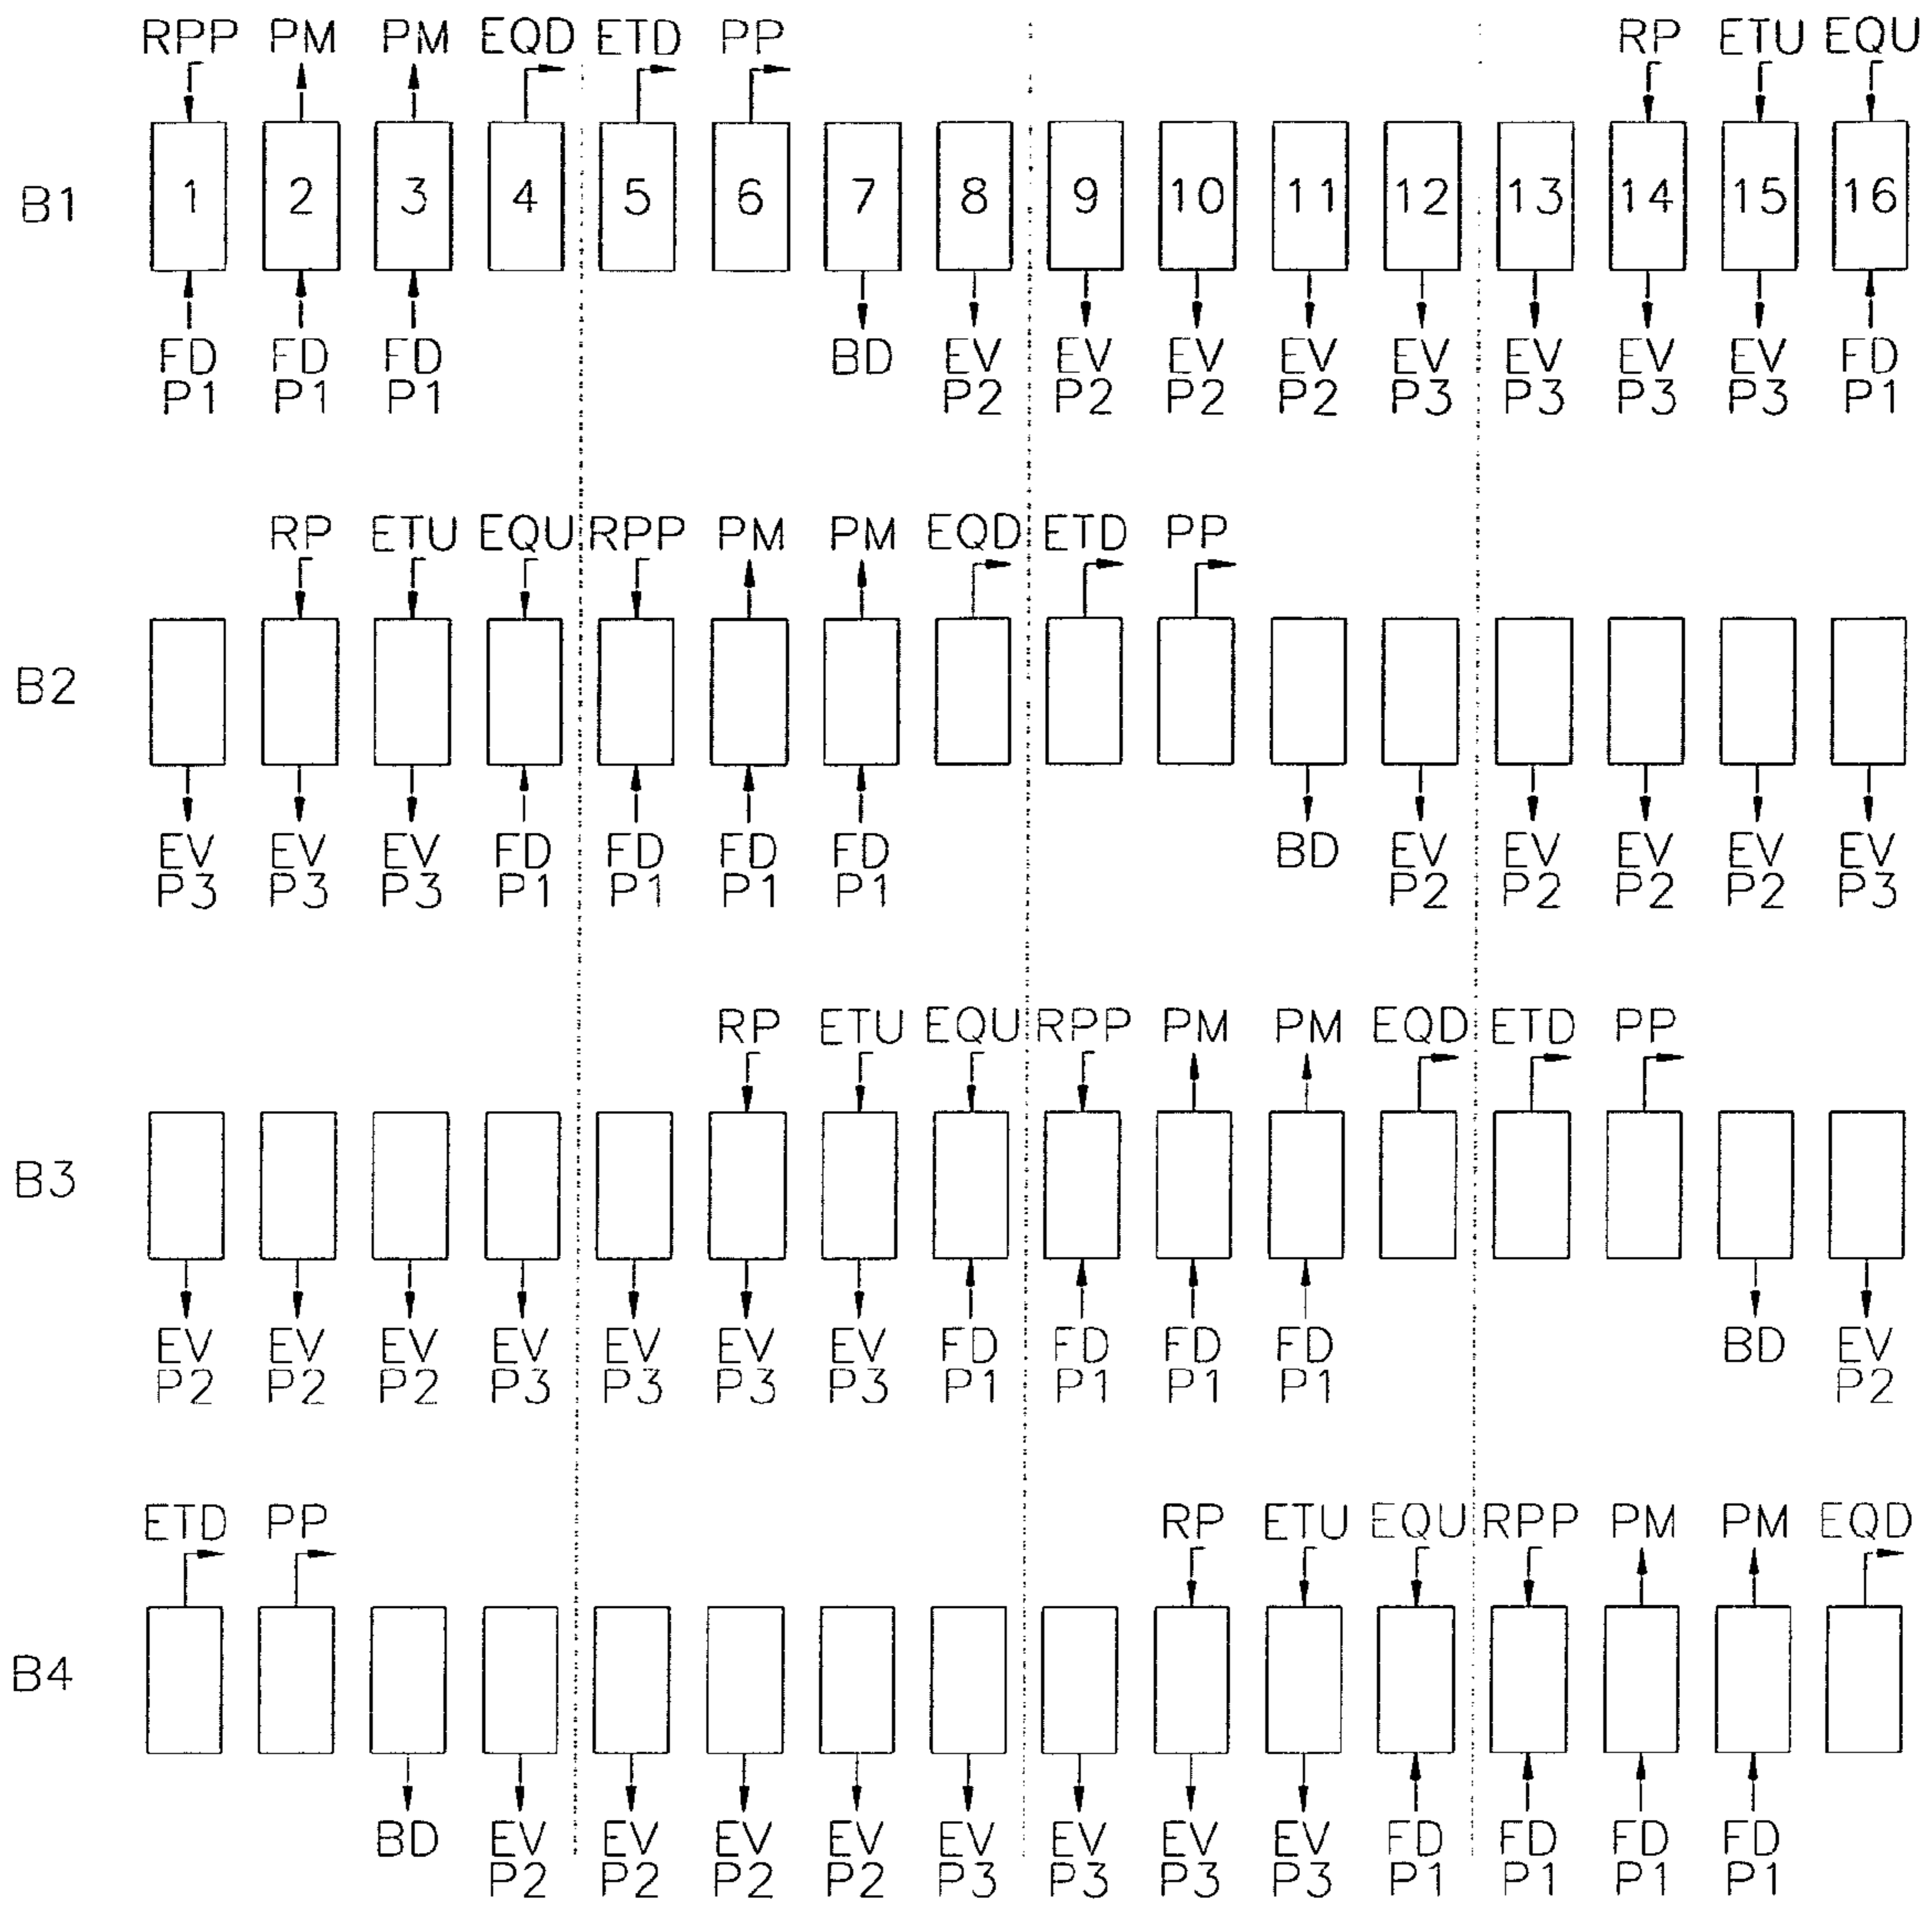 RPP PM PM EQD ETD PP RP ETU EQU
B1 1 2 3 4 5 6 7 8 9 10 11 12 13 14 15 16
FD FD FD BD EV EV EV EV EV EV EV EV FD
P1 P1 P1 P2 P2 P2 P2 P3 P3 P3 P3 P1
RP ETU EQU RPP PM PM EQD ETD PP
B2
EV EV EV FD FD FD FD BD EV EV EV EV EV
P3 P3 P3 P1 P1 P1 P1 P2 P2 P2 P2 P3
RP ETU EQU RPP PM PM EQD ETD PP
B3
EV EV EV EV EV EV EV FD FD FD FD BD EV
P2 P2 P2 P3 P3 P3 P3 P1 P1 P1 P1 P2
ETD PP RP ETU EQU RPP PM PM EQD
B4
BD EV EV EV EV EV EV EV EV FD FD FD FD
P2 P2 P2 P2 P3 P3 P3 P3 P1 P1 P1 P1